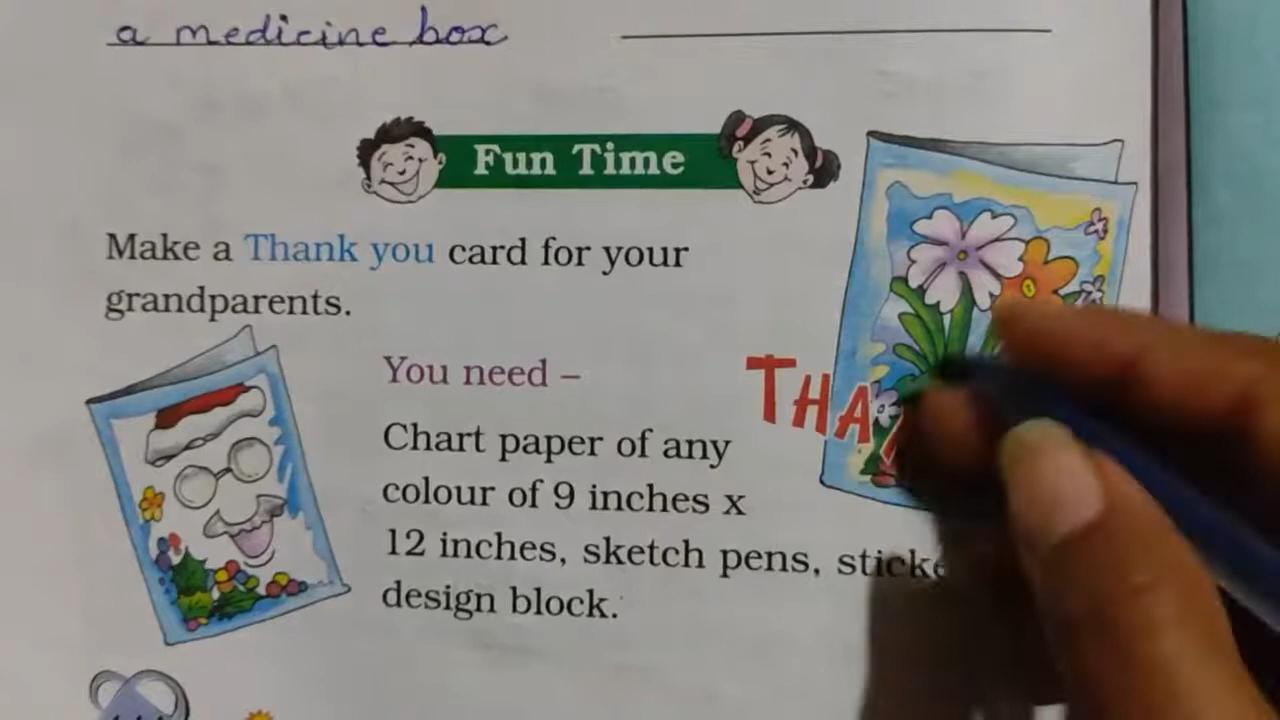 a medicine box
Fun Time
Make a Thank you card for your
grandparents.
You need –
THA
Chart paper of any
colour of 9 inches x
12 inches, sketch pens,
design block.